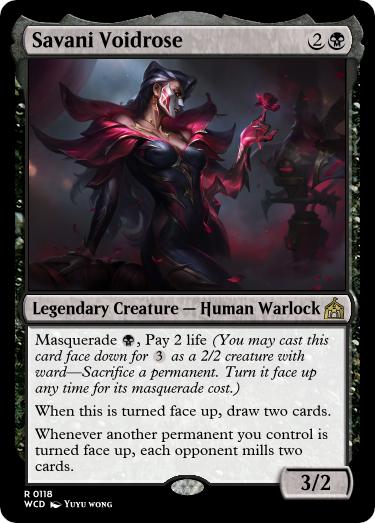 Savani Voidrose 2
Legendary Creature — Human Warlock
Masquerade , Pay 2 life (You may cast this
card face down for 3 as a 2/2 creature with
ward—Sacrifice a permanent. Turn it face up
any time for its masquerade cost.)
When this is turned face up, draw two cards.
Whenever another permanent you control is
turned face up, each opponent mills two
cards.
3/2
R 0118
WCD Yuyu wong